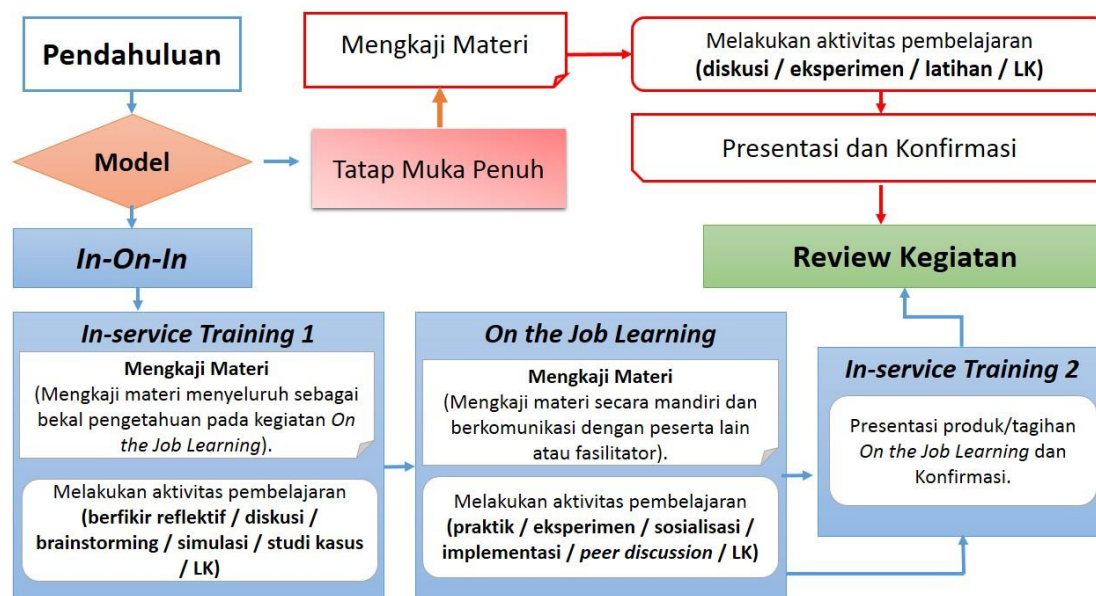 Pendahuluan
Model
Tatap Muka Penuh
Mengkaji Materi
Melakukan aktivitas pembelajaran
(diskusi / eksperimen / latihan / LK)
Presentasi dan Konfirmasi
Review Kegiatan
In-On-In
In-service Training 1
Mengkaji Materi
(Mengkaji materi menyeluruh sebagai
bekal pengetahuan pada kegiatan On
the Job Learning).
Melakukan aktivitas pembelajaran
(berfikir reflektif / diskusi /
brainstorming / simulasi / studi kasus
/ LK)
On the Job Learning
Mengkaji Materi
(Mengkaji materi secara mandiri dan
berkomunikasi dengan peserta lain
atau fasilitator).
Melakukan aktivitas pembelajaran
(praktik / eksperimen / sosialisasi /
implementasi / peer discussion / LK)
In-service Training 2
Presentasi produk/tagihan
On the Job Learning dan
Konfirmasi.